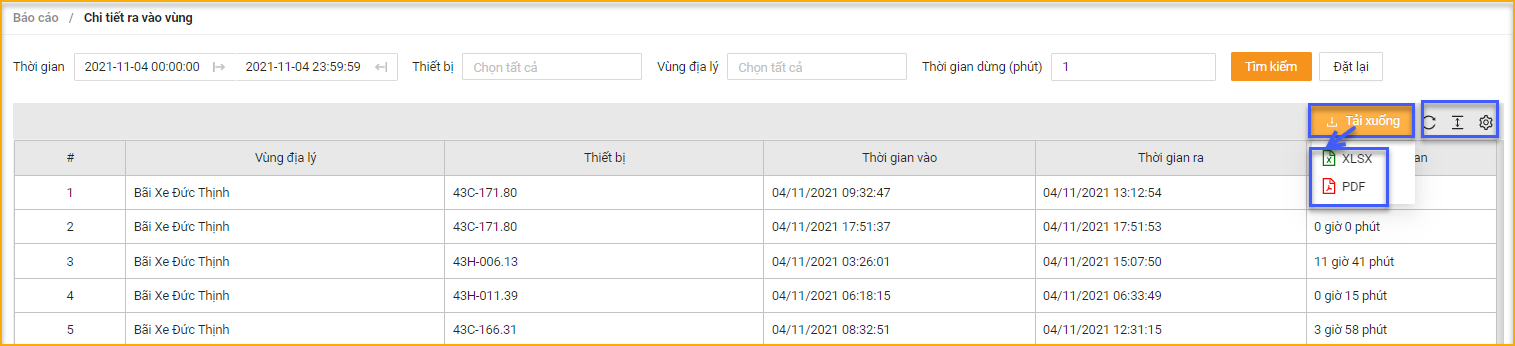 Báo cáo / Chi tiết ra vào vùng
Thời gian 2021-11-04 00:00:00 2021-11-04 23:59:59 Thiết bị Chọn tất cả Vùng địa lý Chọn tất cả Thời gian dừng (phút) 1 Tìm kiếm Đặt lại
Tải xuống
# Vùng địa lý Thiết bị Thời gian vào Thời gian ra an
XLSX
PDF
1 Bãi Xe Đức Thịnh 43C-171.80 04/11/2021 09:32:47 04/11/2021 13:12:54
2 Bãi Xe Đức Thịnh 43C-171.80 04/11/2021 17:51:37 04/11/2021 17:51:53 0 giờ 0 phút
3 Bãi Xe Đức Thịnh 43H-006.13 04/11/2021 03:26:01 04/11/2021 15:07:50 11 giờ 41 phút
4 Bãi Xe Đức Thịnh 43H-011.39 04/11/2021 06:18:15 04/11/2021 06:33:49 0 giờ 15 phút
5 Bãi Xe Đức Thịnh 43C-166.31 04/11/2021 08:32:51 04/11/2021 12:31:15 3 giờ 58 phút